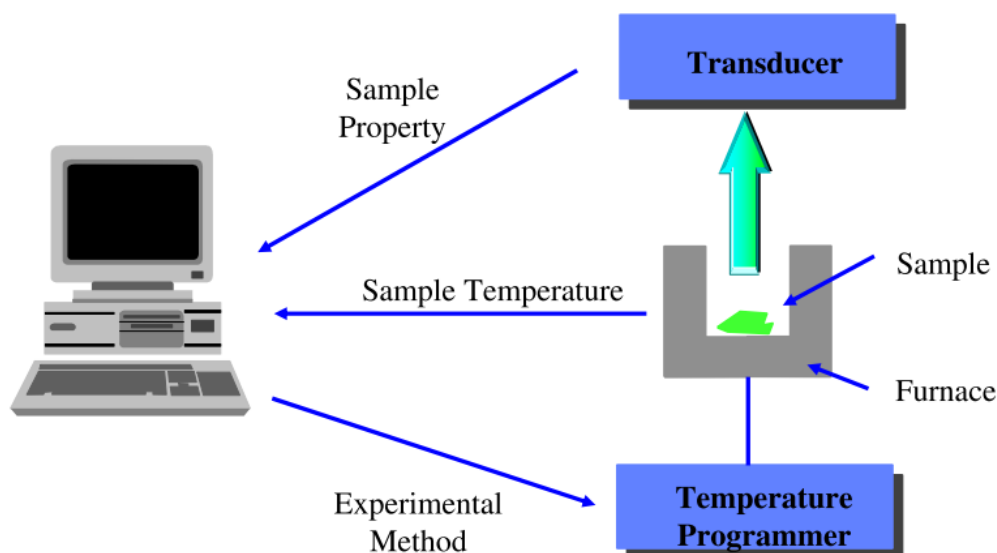 Transducer
Sample
Property
Sample
Sample Temperature
Furnace
Experimental
Method
Temperature
Programmer